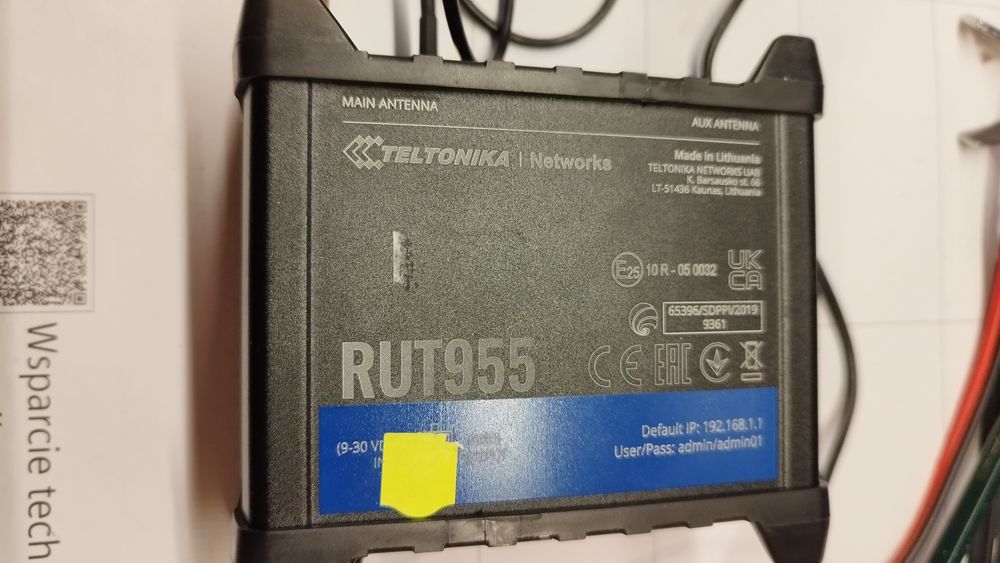 MAIN ANTENNA
AUX ANTENNA
TELTONIKA | Networks
Made in Lithuania
TELTONIKA NETWORKS UAB
K. Barsausko st. 66
LT-51436 Kaunas, Lithuania
E25 10 R - 05 0032
UK
CA
65396/SDPPI/2019
9361
RUT955
CE EAC
(9-30 VD
Default IP: 192.168.1.1
User/Pass: admin/admin01
Wsparcie tech